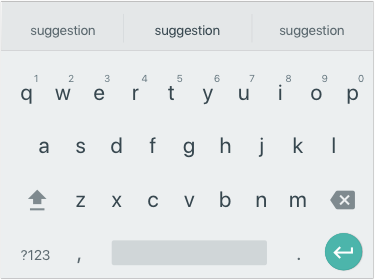 suggestion suggestion suggestion
1 2 3 4 5 6 7 8 9 0
q w e r t y u i o p
a s d f g h j k l
z x c v b n m
?123 , .